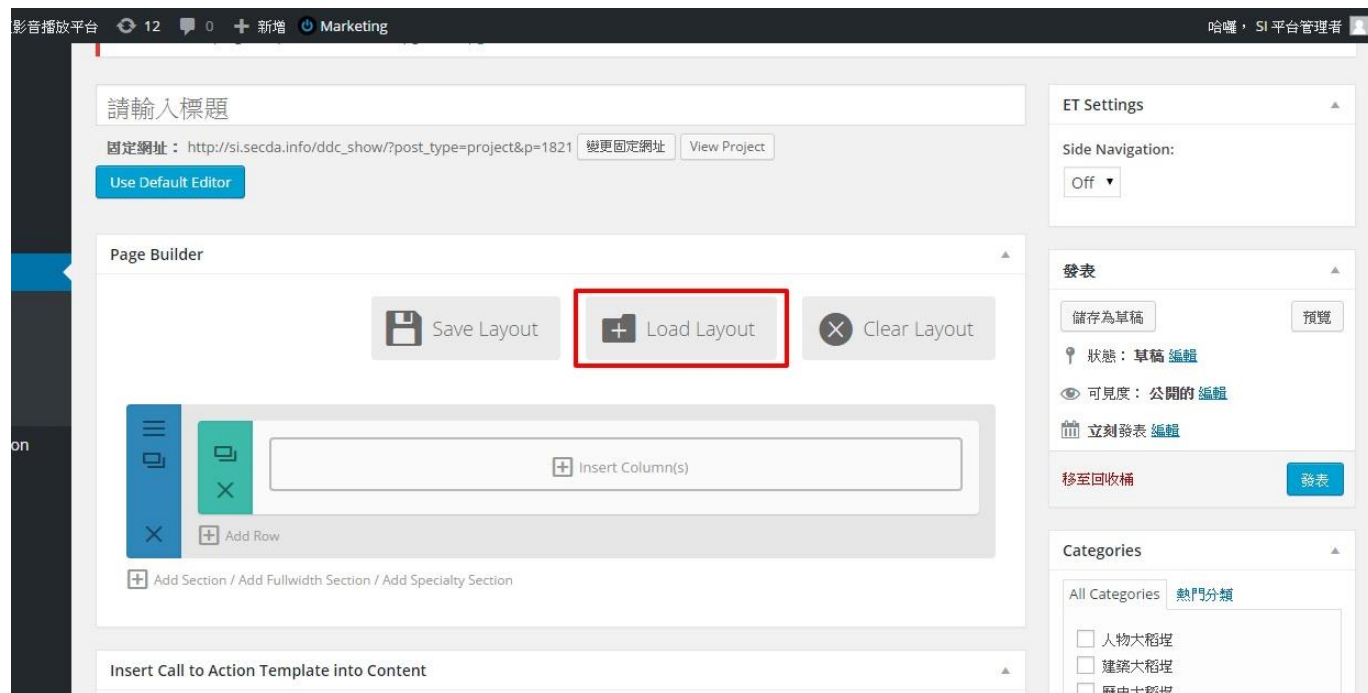 影音播放平台 12 0 新增 Marketing 哈囉， SI 平台管理者
請輸入標題
固定網址： http://si.secda.info/ddc_show/?post_type=project&p=1821 變更固定網址 View Project
Use Default Editor
Page Builder
Save Layout Load Layout Clear Layout
Insert Column(s)
Add Row
Add Section / Add Fullwidth Section / Add Specialty Section
Insert Call to Action Template into Content
on
ET Settings
Side Navigation:
Off
發表
儲存為草稿 預覽
狀態： 草稿 編輯
可見度： 公開的 編輯
立刻發表 編輯
移至回收桶 發表
Categories
All Categories 熱門分類
人物大稻埕
建築大稻埕
歷史大稻埕